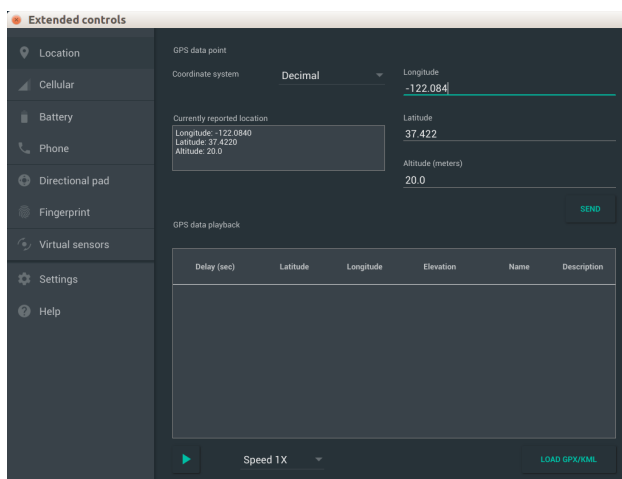 Extended controls
Location
Cellular
Battery
Phone
Directional pad
Fingerprint
Virtual sensors
Settings
Help
GPS data point
Coordinate system
Decimal
Longitude
-122.084
Currently reported location
Longitude: -122.0840
Latitude: 37.4220
Altitude: 20.0
Latitude
37.422
Altitude (meters)
20.0
SEND
GPS data playback
Delay (sec) Latitude Longitude Elevation Name Description
Speed 1X
LOAD GPX/KML